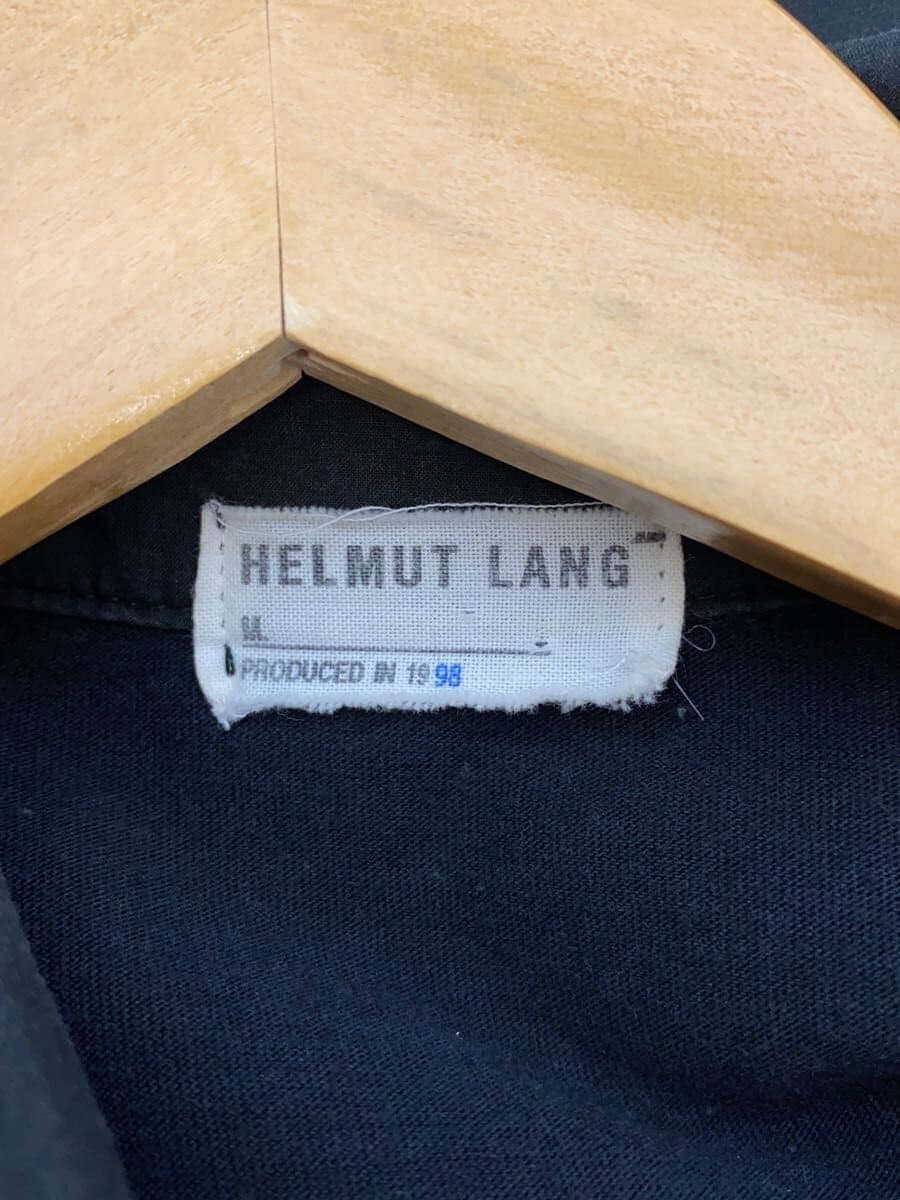 HELMUT LANG
M.
PRODUCED IN 1998